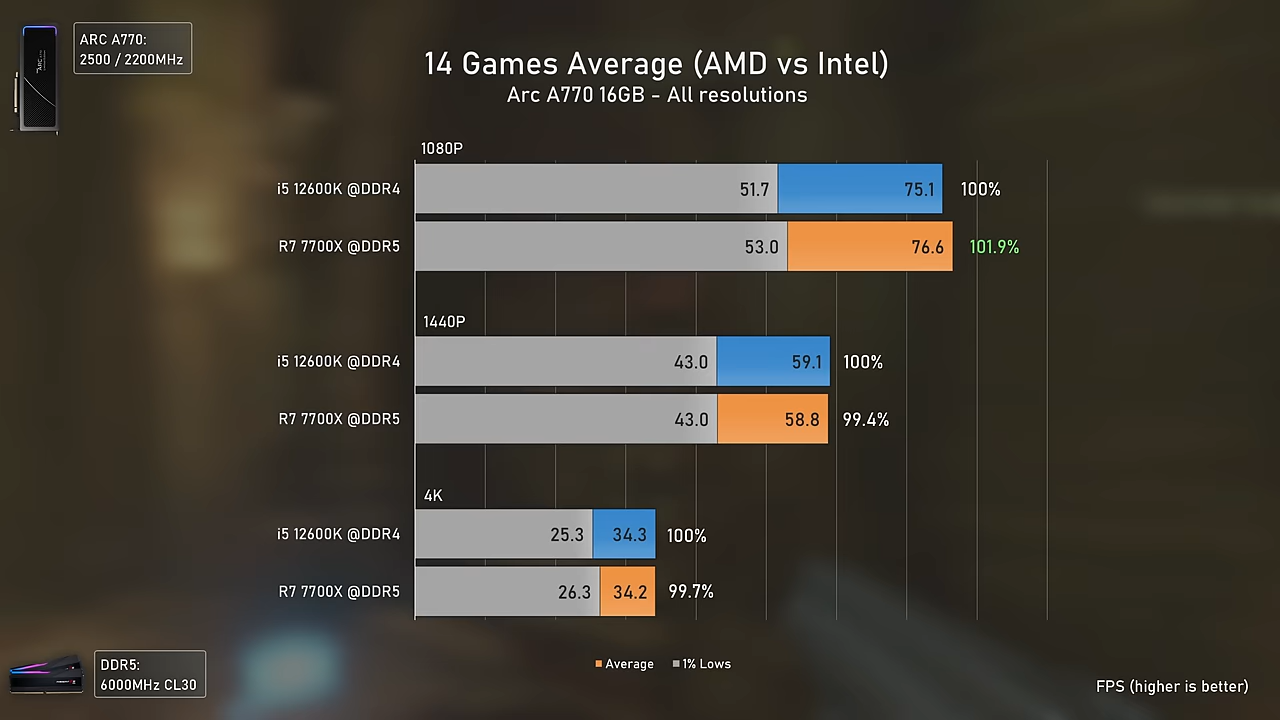 ARC A770:
2500 / 2200MHz
14 Games Average (AMD vs Intel)
Arc A770 16GB - All resolutions
1080P
i5 12600K @DDR4 51.7 75.1 100%
R7 7700X @DDR5 53.0 76.6 101.9%
1440P
i5 12600K @DDR4 43.0 59.1 100%
R7 7700X @DDR5 43.0 58.8 99.4%
4K
i5 12600K @DDR4 25.3 34.3 100%
R7 7700X @DDR5 26.3 34.2 99.7%
Average 1% Lows
DDR5:
6000MHz CL30
FPS (higher is better)